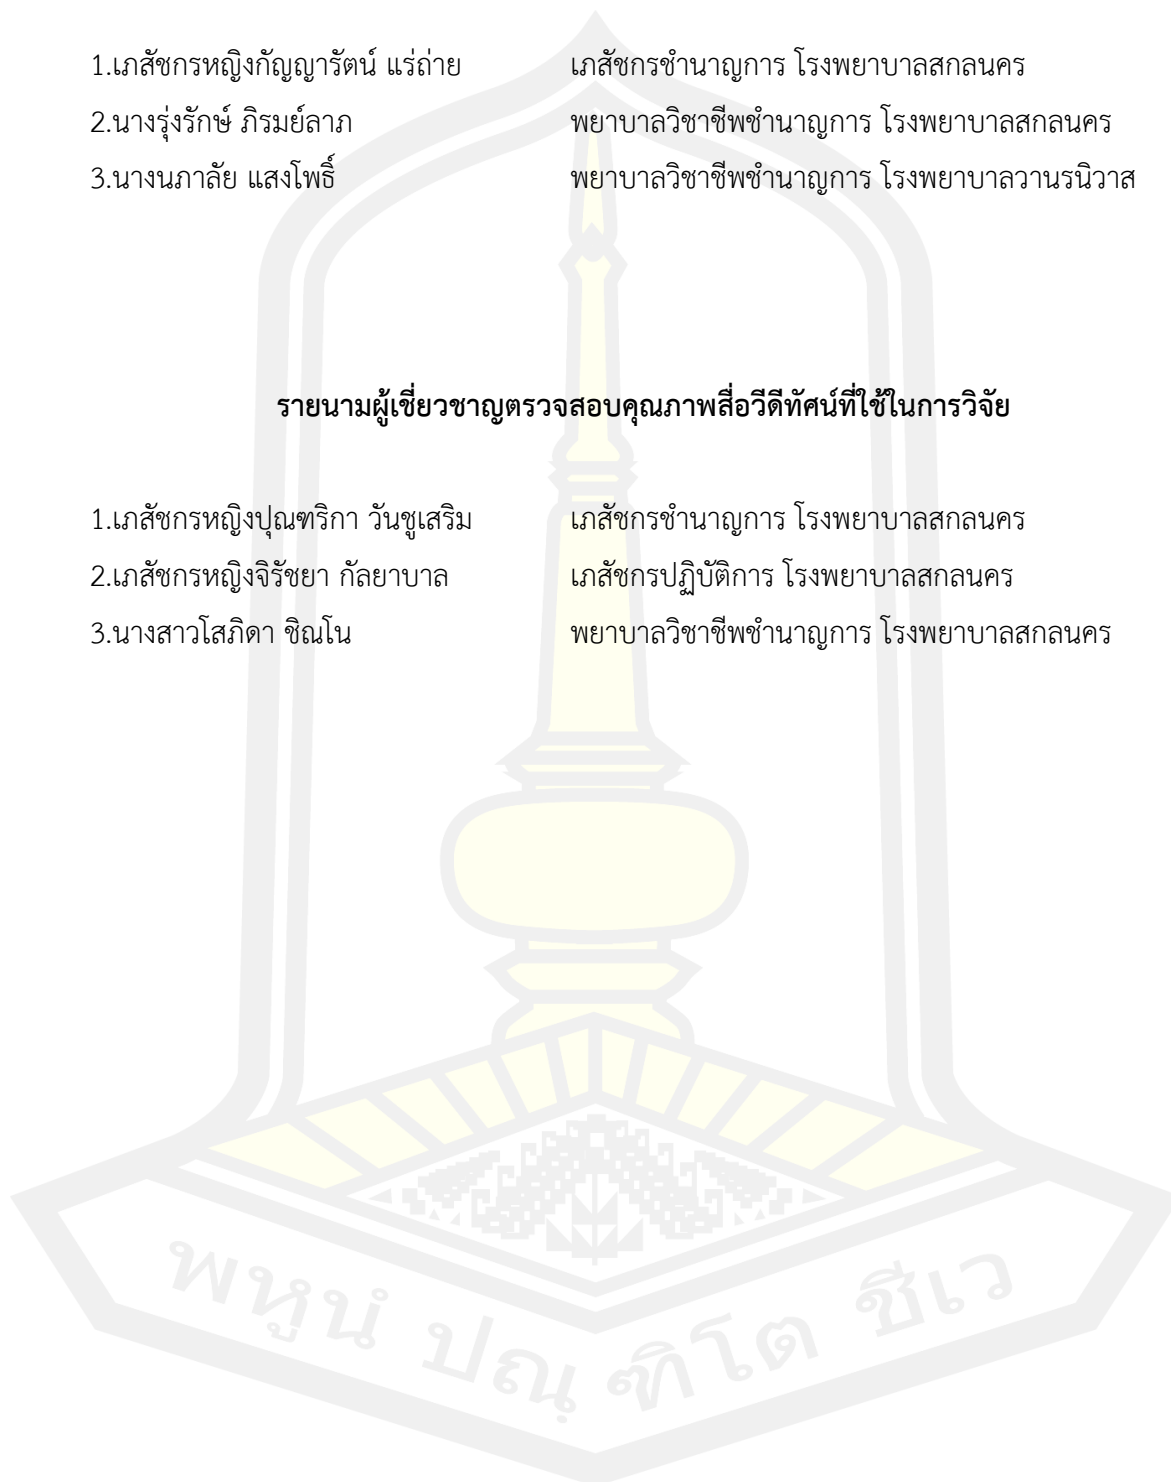 1.เภสัชกรหญิงกัญญารัตน์ แร่ถ่าย เภสัชกรชำนาญการ โรงพยาบาลสกลนคร
2.นางรุ่งรักษ์ ภิรมย์ลาภ พยาบาลวิชาชีพชำนาญการ โรงพยาบาลสกลนคร
3.นางนภาลัย แสงโพธิ์ พยาบาลวิชาชีพชำนาญการ โรงพยาบาลวานรนิวาส
รายนามผู้เชี่ยวชาญตรวจสอบคุณภาพสื่อวีดีทัศน์ที่ใช้ในการวิจัย
1.เภสัชกรหญิงปุณฑริกา วันชูเสริม เภสัชกรชำนาญการ โรงพยาบาลสกลนคร
2.เภสัชกรหญิงจิรัชยา กัลยาบาล เภสัชกรปฏิบัติการ โรงพยาบาลสกลนคร
3.นางสาวโสภิดา ชิณโน พยาบาลวิชาชีพชำนาญการ โรงพยาบาลสกลนคร
พหูนํ ปณฺ ฑิโต ชีเว